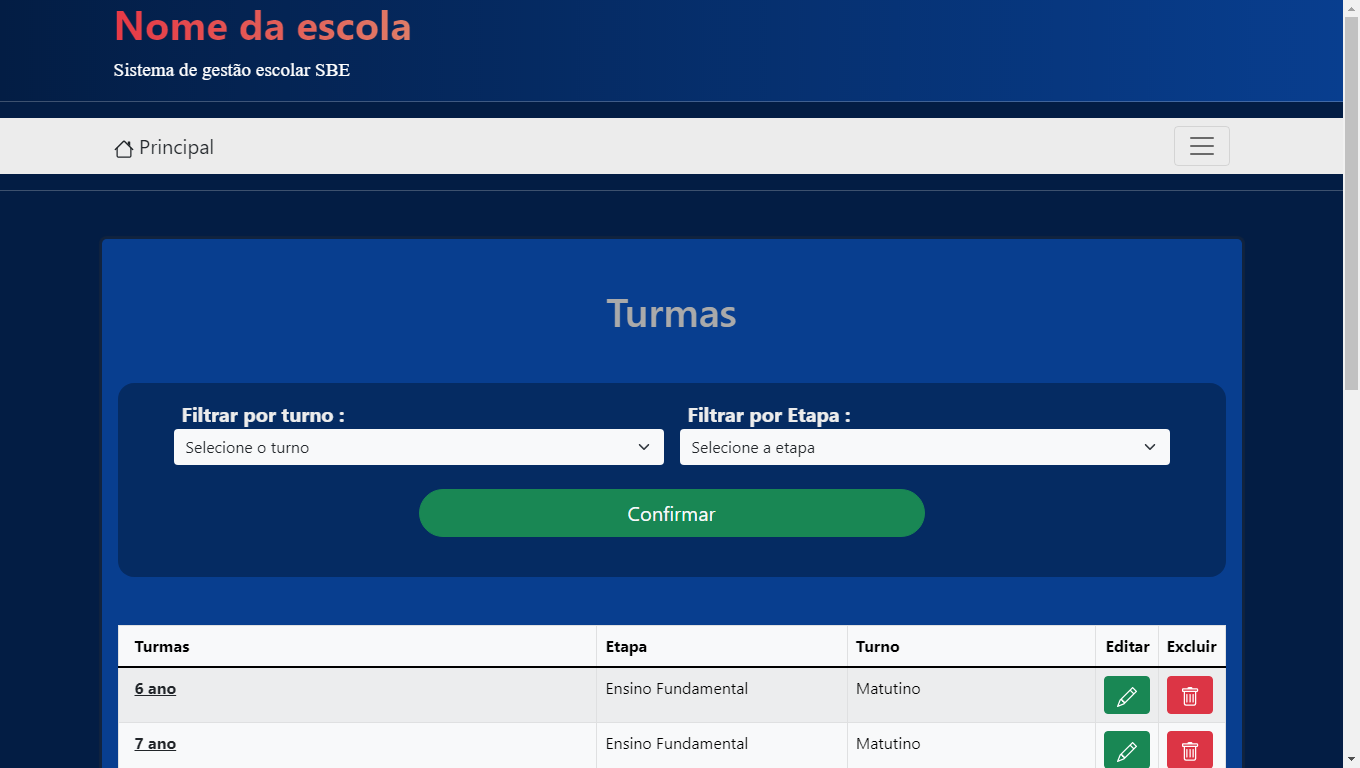 Nome da escola
Sistema de gestão escolar SBE
Principal
Turmas
Filtrar por turno : Filtrar por Etapa :
Selecione o turno Selecione a etapa
Confirmar
Turmas Etapa Turno Editar Excluir
6 ano Ensino Fundamental Matutino
7 ano Ensino Fundamental Matutino